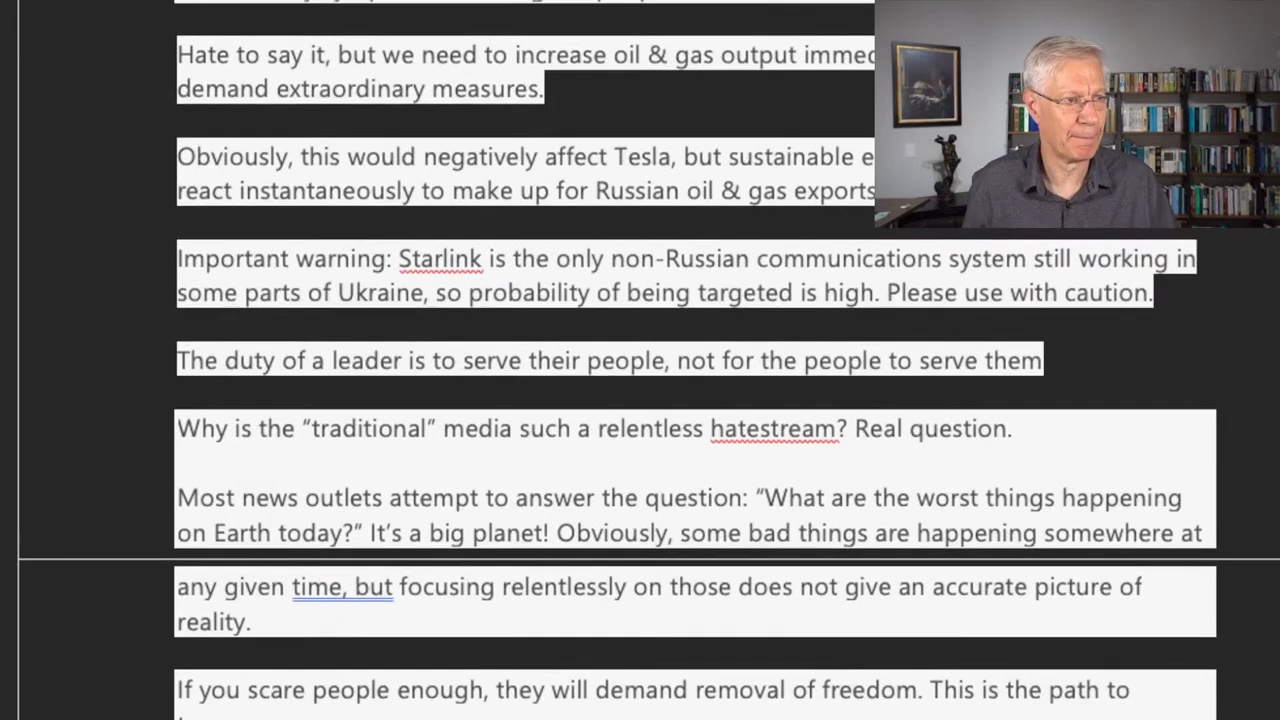 Hate to say it, but we need to increase oil & gas output
demand extraordinary measures.
Obviously, this would negatively affect Tesla, but sustainable
react instantaneously to make up for Russian oil & gas exports
Important warning: Starlink is the only non-Russian communications system still working in
some parts of Ukraine, so probability of being targeted is high. Please use with caution.
The duty of a leader is to serve their people, not for the people to serve them
Why is the “traditional” media such a relentless hatestream? Real question.
Most news outlets attempt to answer the question: “What are the worst things happening
on Earth today?” It’s a big planet! Obviously, some bad things are happening somewhere at
any given time, but focusing relentlessly on those does not give an accurate picture of
reality.
If you scare people enough, they will demand removal of freedom. This is the path to